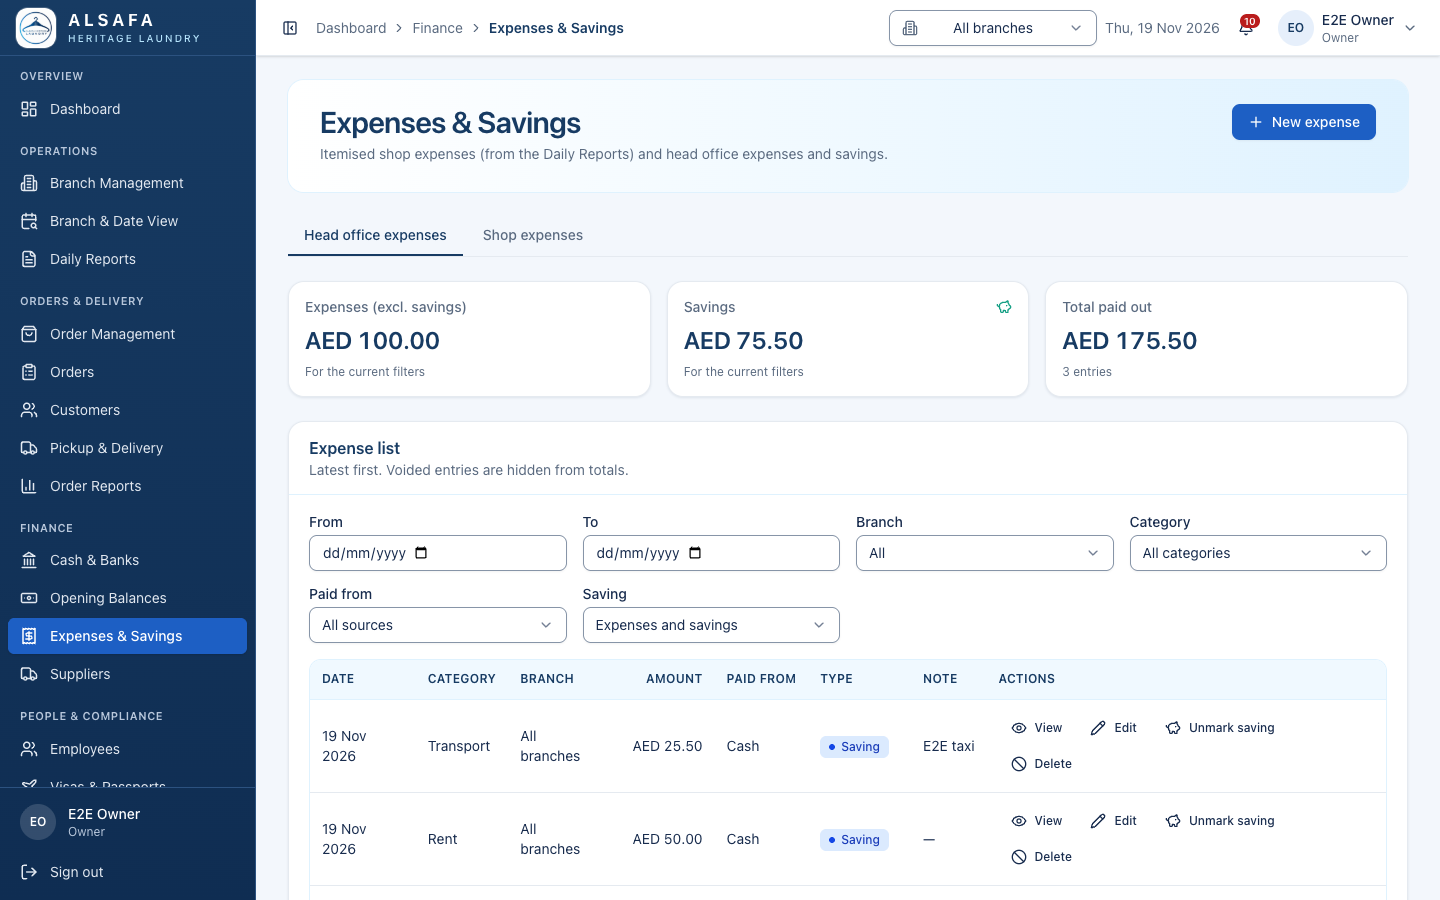 ALSAFA
HERITAGE LAUNDRY
Dashboard > Finance > Expenses & Savings
All branches
Thu, 19 Nov 2026
10
EO
E2E Owner
Owner
OVERVIEW
Dashboard
OPERATIONS
Branch Management
Branch & Date View
Daily Reports
ORDERS & DELIVERY
Order Management
Orders
Customers
Pickup & Delivery
Order Reports
FINANCE
Cash & Banks
Opening Balances
Expenses & Savings
Suppliers
PEOPLE & COMPLIANCE
Employees
Visas & Passports
EO
E2E Owner
Owner
Sign out
Expenses & Savings
Itemised shop expenses (from the Daily Reports) and head office expenses and savings.
New expense
Head office expenses
Shop expenses
Expenses (excl. savings)
AED 100.00
For the current filters
Savings
AED 75.50
For the current filters
Total paid out
AED 175.50
3 entries
Expense list
Latest first. Voided entries are hidden from totals.
From
dd/mm/yyyy
To
dd/mm/yyyy
Branch
All
Category
All categories
Paid from
All sources
Saving
Expenses and savings
DATE CATEGORY BRANCH AMOUNT PAID FROM TYPE NOTE ACTIONS
19 Nov 2026 Transport All branches AED 25.50 Cash Saving E2E taxi View Edit Unmark saving Delete
19 Nov 2026 Rent All branches AED 50.00 Cash Saving — View Edit Unmark saving Delete